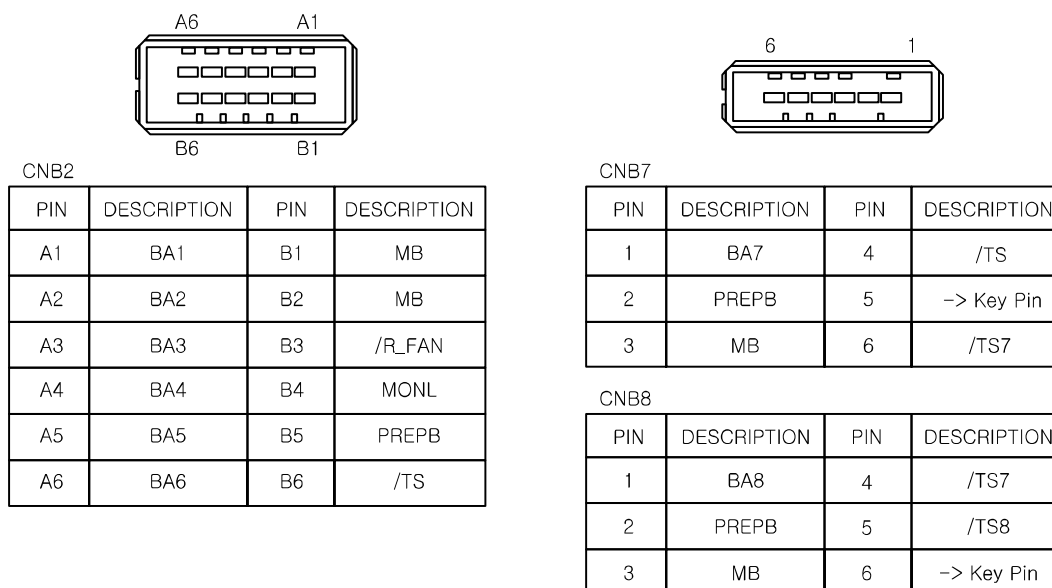 A6 A1
B6 B1
CNB2
PIN DESCRIPTION PIN DESCRIPTION
A1 BA1 B1 MB
A2 BA2 B2 MB
A3 BA3 B3 /R_FAN
A4 BA4 B4 MONL
A5 BA5 B5 PREPB
A6 BA6 B6 /TS
6 1
CNB7
PIN DESCRIPTION PIN DESCRIPTION
1 BA7 4 /TS
2 PREPB 5 -> Key Pin
3 MB 6 /TS7
CNB8
PIN DESCRIPTION PIN DESCRIPTION
1 BA8 4 /TS7
2 PREPB 5 /TS8
3 MB 6 -> Key Pin